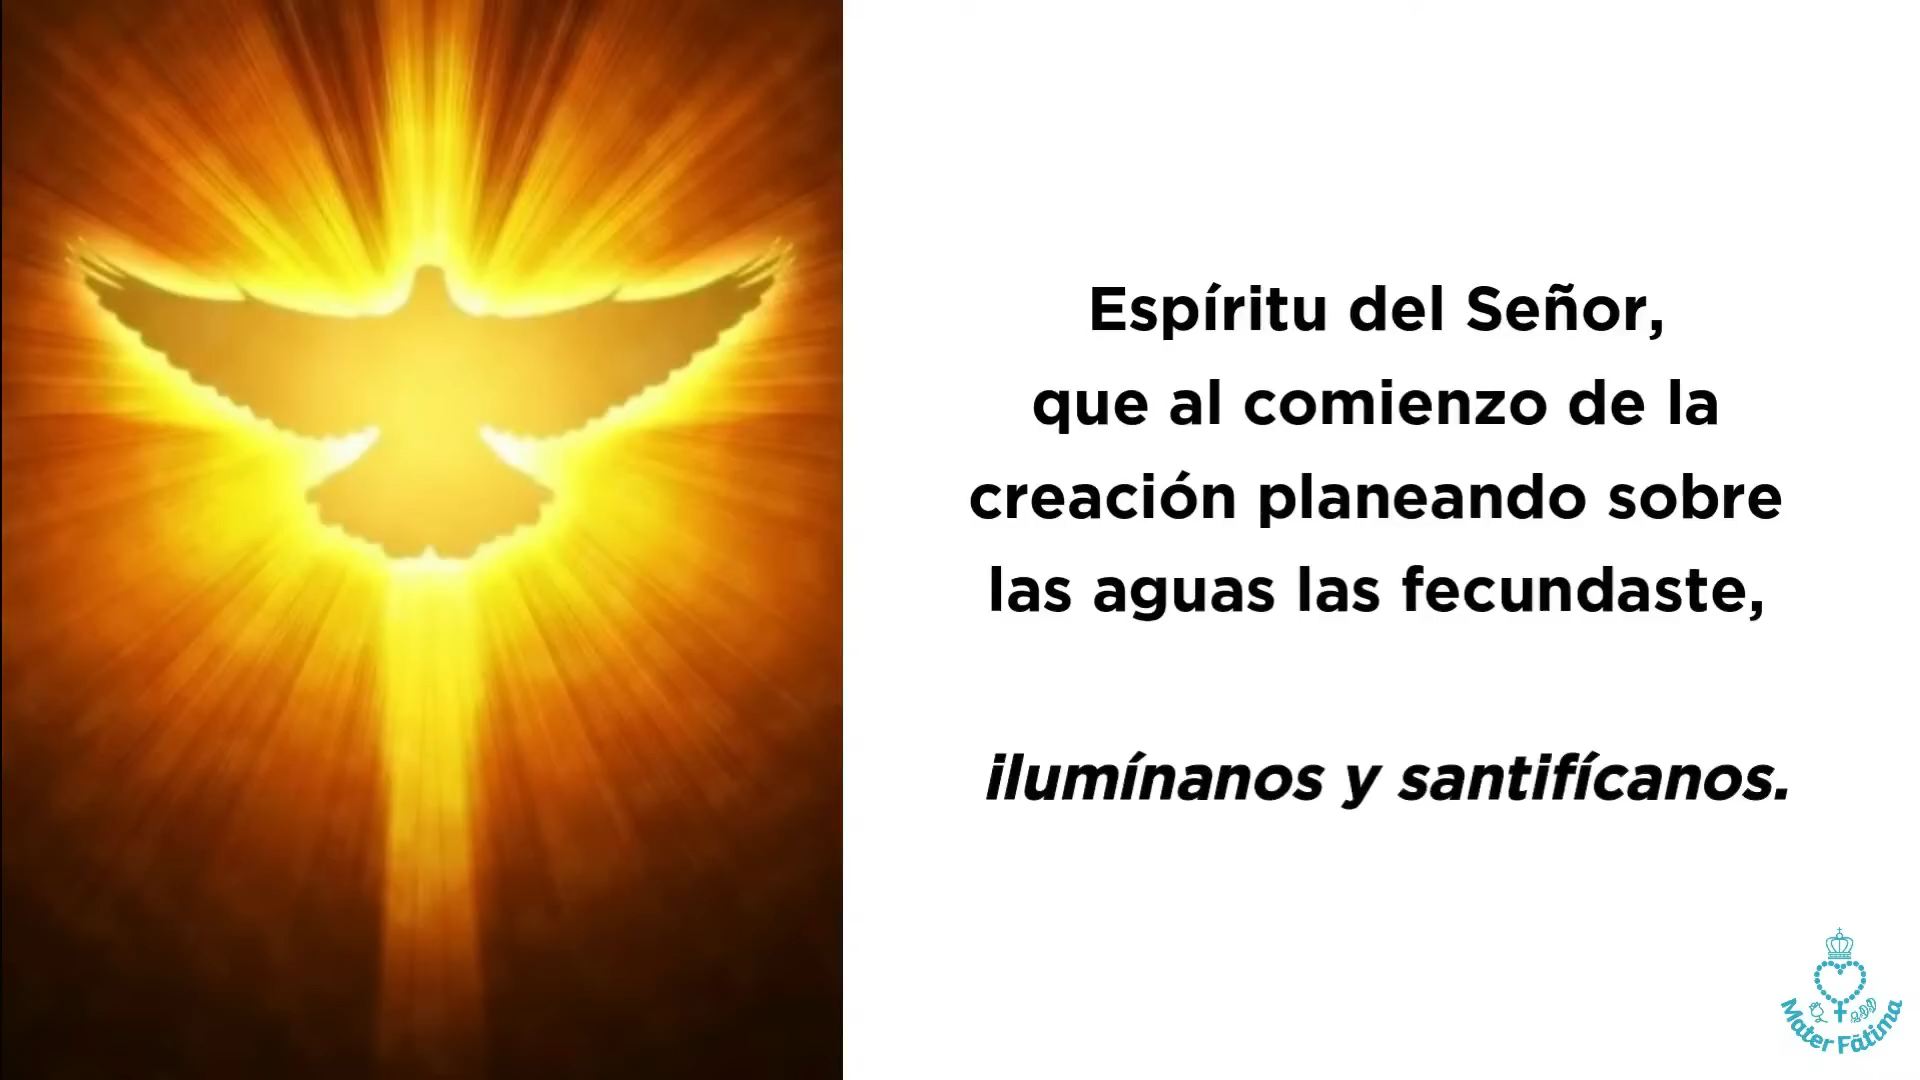 Espíritu del Señor,
que al comienzo de la
creación planeando sobre
las aguas las fecundaste,
ilumínanos y santifícanos.
Mater Fátima